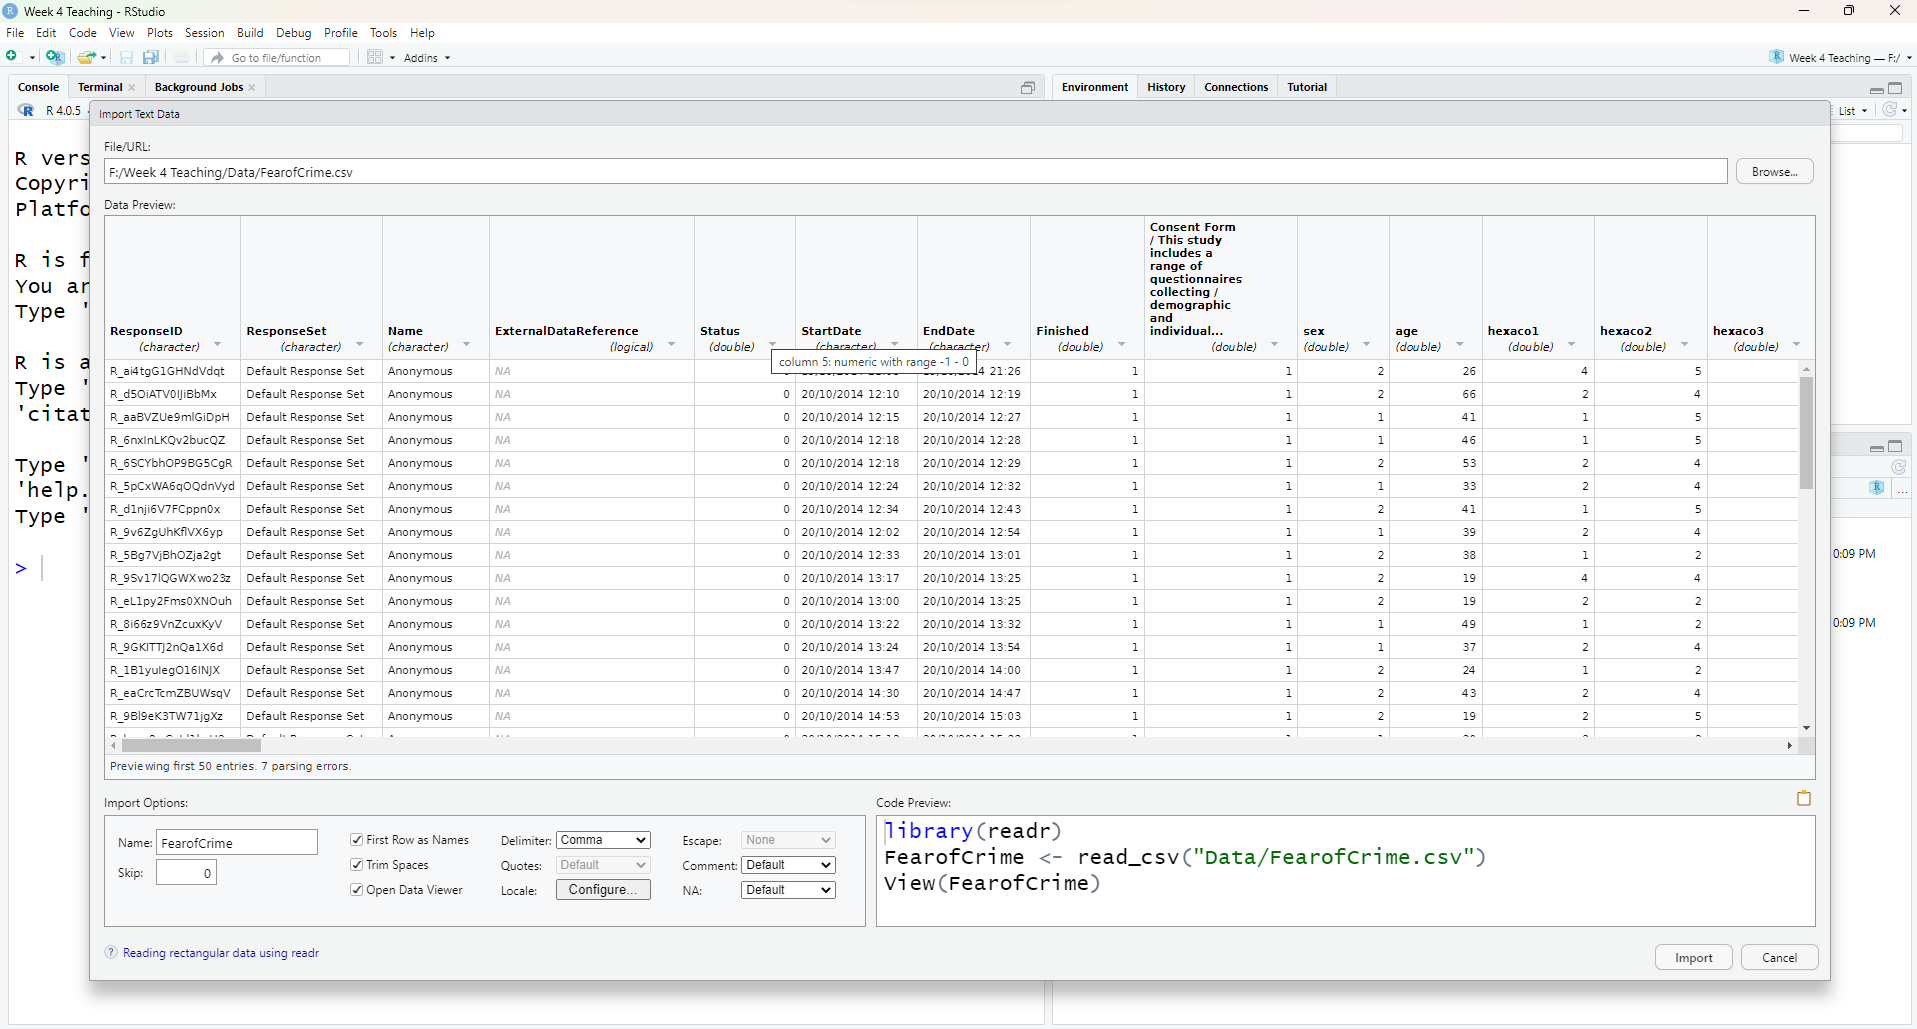 Week 4 Teaching - RStudio
File Edit Code View Plots Session Build Debug Profile Tools Help
Go to file/function Addins Week 4 Teaching — F:/
Console Terminal Background Jobs Environment History Connections Tutorial
R 4.0.5 List
Import Text Data
File/URL:
F:/Week 4 Teaching/Data/FearofCrime.csv Browse...
Data Preview:
R vers
Copyri
Platfo
R is f
You ar
Type '
R is a
Type '
'citat
Type '
'help.
Type '
>
Consent Form
/ This study
includes a
range of
questionnaires
collecting /
demographic
and
individual...
ResponseID ResponseSet Name ExternalDataReference Status StartDate EndDate Finished sex age hexaco1 hexaco2 hexaco3
(character) (character) (character) (logical) (double) (character) (character) (double) (double) (double) (double) (double) (double) (double)
column 5: numeric with range -1 - 0
R_ai4tgG1GHNdVdqt Default Response Set Anonymous NA 21:26 1 1 2 26 4 5
R_d5OiATV0IJiBbMx Default Response Set Anonymous NA 0 20/10/2014 12:10 20/10/2014 12:19 1 1 2 66 2 4
R_aaBVZUe9mlGiDpH Default Response Set Anonymous NA 0 20/10/2014 12:15 20/10/2014 12:27 1 1 1 41 1 5
R_6nxInLKQv2bucQZ Default Response Set Anonymous NA 0 20/10/2014 12:18 20/10/2014 12:28 1 1 1 46 1 5
R_6SCYbhOP9BG5CgR Default Response Set Anonymous NA 0 20/10/2014 12:18 20/10/2014 12:29 1 1 2 53 2 4
R_5pCxWA6qOQdnVyd Default Response Set Anonymous NA 0 20/10/2014 12:24 20/10/2014 12:32 1 1 1 33 2 4
R_d1nji6V7FCppn0x Default Response Set Anonymous NA 0 20/10/2014 12:34 20/10/2014 12:43 1 1 2 41 1 5
R_9v6ZgUhKflVX6yp Default Response Set Anonymous NA 0 20/10/2014 12:02 20/10/2014 12:54 1 1 1 39 2 4
R_5Bg7VjBhOZja2gt Default Response Set Anonymous NA 0 20/10/2014 12:33 20/10/2014 13:01 1 1 2 38 1 2
R_9Sv17lQGWXwo23z Default Response Set Anonymous NA 0 20/10/2014 13:17 20/10/2014 13:25 1 1 2 19 4 4
R_eL1py2Fms0XNOuh Default Response Set Anonymous NA 0 20/10/2014 13:00 20/10/2014 13:25 1 1 2 19 2 2
R_8i66z9VnZcuxKyV Default Response Set Anonymous NA 0 20/10/2014 13:22 20/10/2014 13:32 1 1 1 49 1 2
R_9GKITTJ2nQa1X6d Default Response Set Anonymous NA 0 20/10/2014 13:24 20/10/2014 13:54 1 1 1 37 2 4
R_1B1yulegO16INJX Default Response Set Anonymous NA 0 20/10/2014 13:47 20/10/2014 14:00 1 1 2 24 1 2
R_eaCrcTcmZBUWsqV Default Response Set Anonymous NA 0 20/10/2014 14:30 20/10/2014 14:47 1 1 2 43 2 4
R_9Bl9eK3TW71jgXz Default Response Set Anonymous NA 0 20/10/2014 14:53 20/10/2014 15:03 1 1 2 19 2 5
0:09 PM
0:09 PM
Previewing first 50 entries. 7 parsing errors.
Import Options:
Name: FearofCrime
Skip: 0
First Row as Names
Trim Spaces
Open Data Viewer
Delimiter: Comma
Quotes: Default
Locale: Configure...
Escape: None
Comment: Default
NA: Default
Code Preview:
library(readr)
FearofCrime <- read_csv("Data/FearofCrime.csv")
View(FearofCrime)
Reading rectangular data using readr
Import Cancel